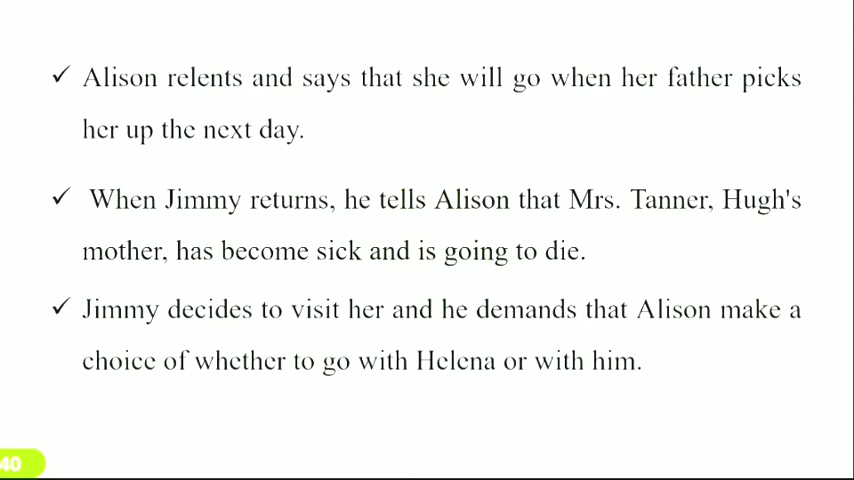 ✓ Alison relents and says that she will go when her father picks
her up the next day.
✓ When Jimmy returns, he tells Alison that Mrs. Tanner, Hugh's
mother, has become sick and is going to die.
✓ Jimmy decides to visit her and he demands that Alison make a
choice of whether to go with Helena or with him.
40